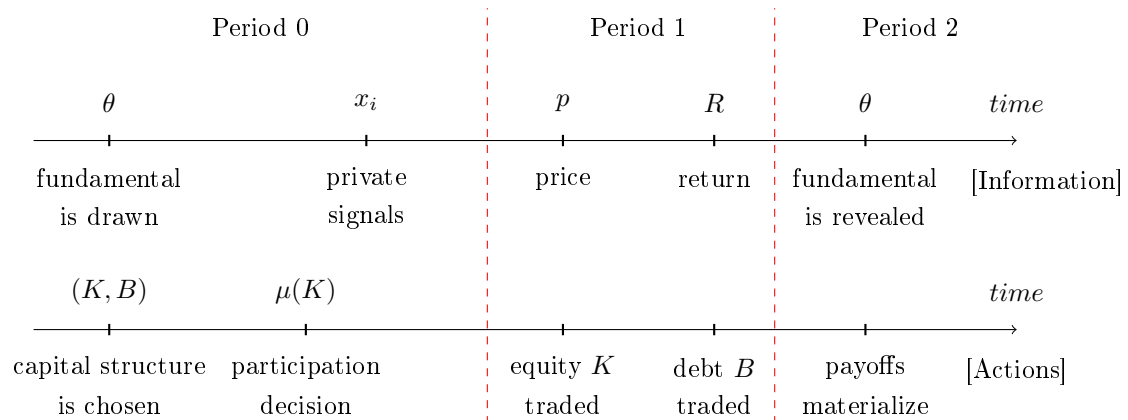 Period 0 Period 1 Period 2
θ x_i p R θ time
fundamental private price return fundamental [Information]
is drawn signals is revealed
(K, B) μ(K) time
capital structure participation equity K debt B payoffs [Actions]
is chosen decision traded traded materialize